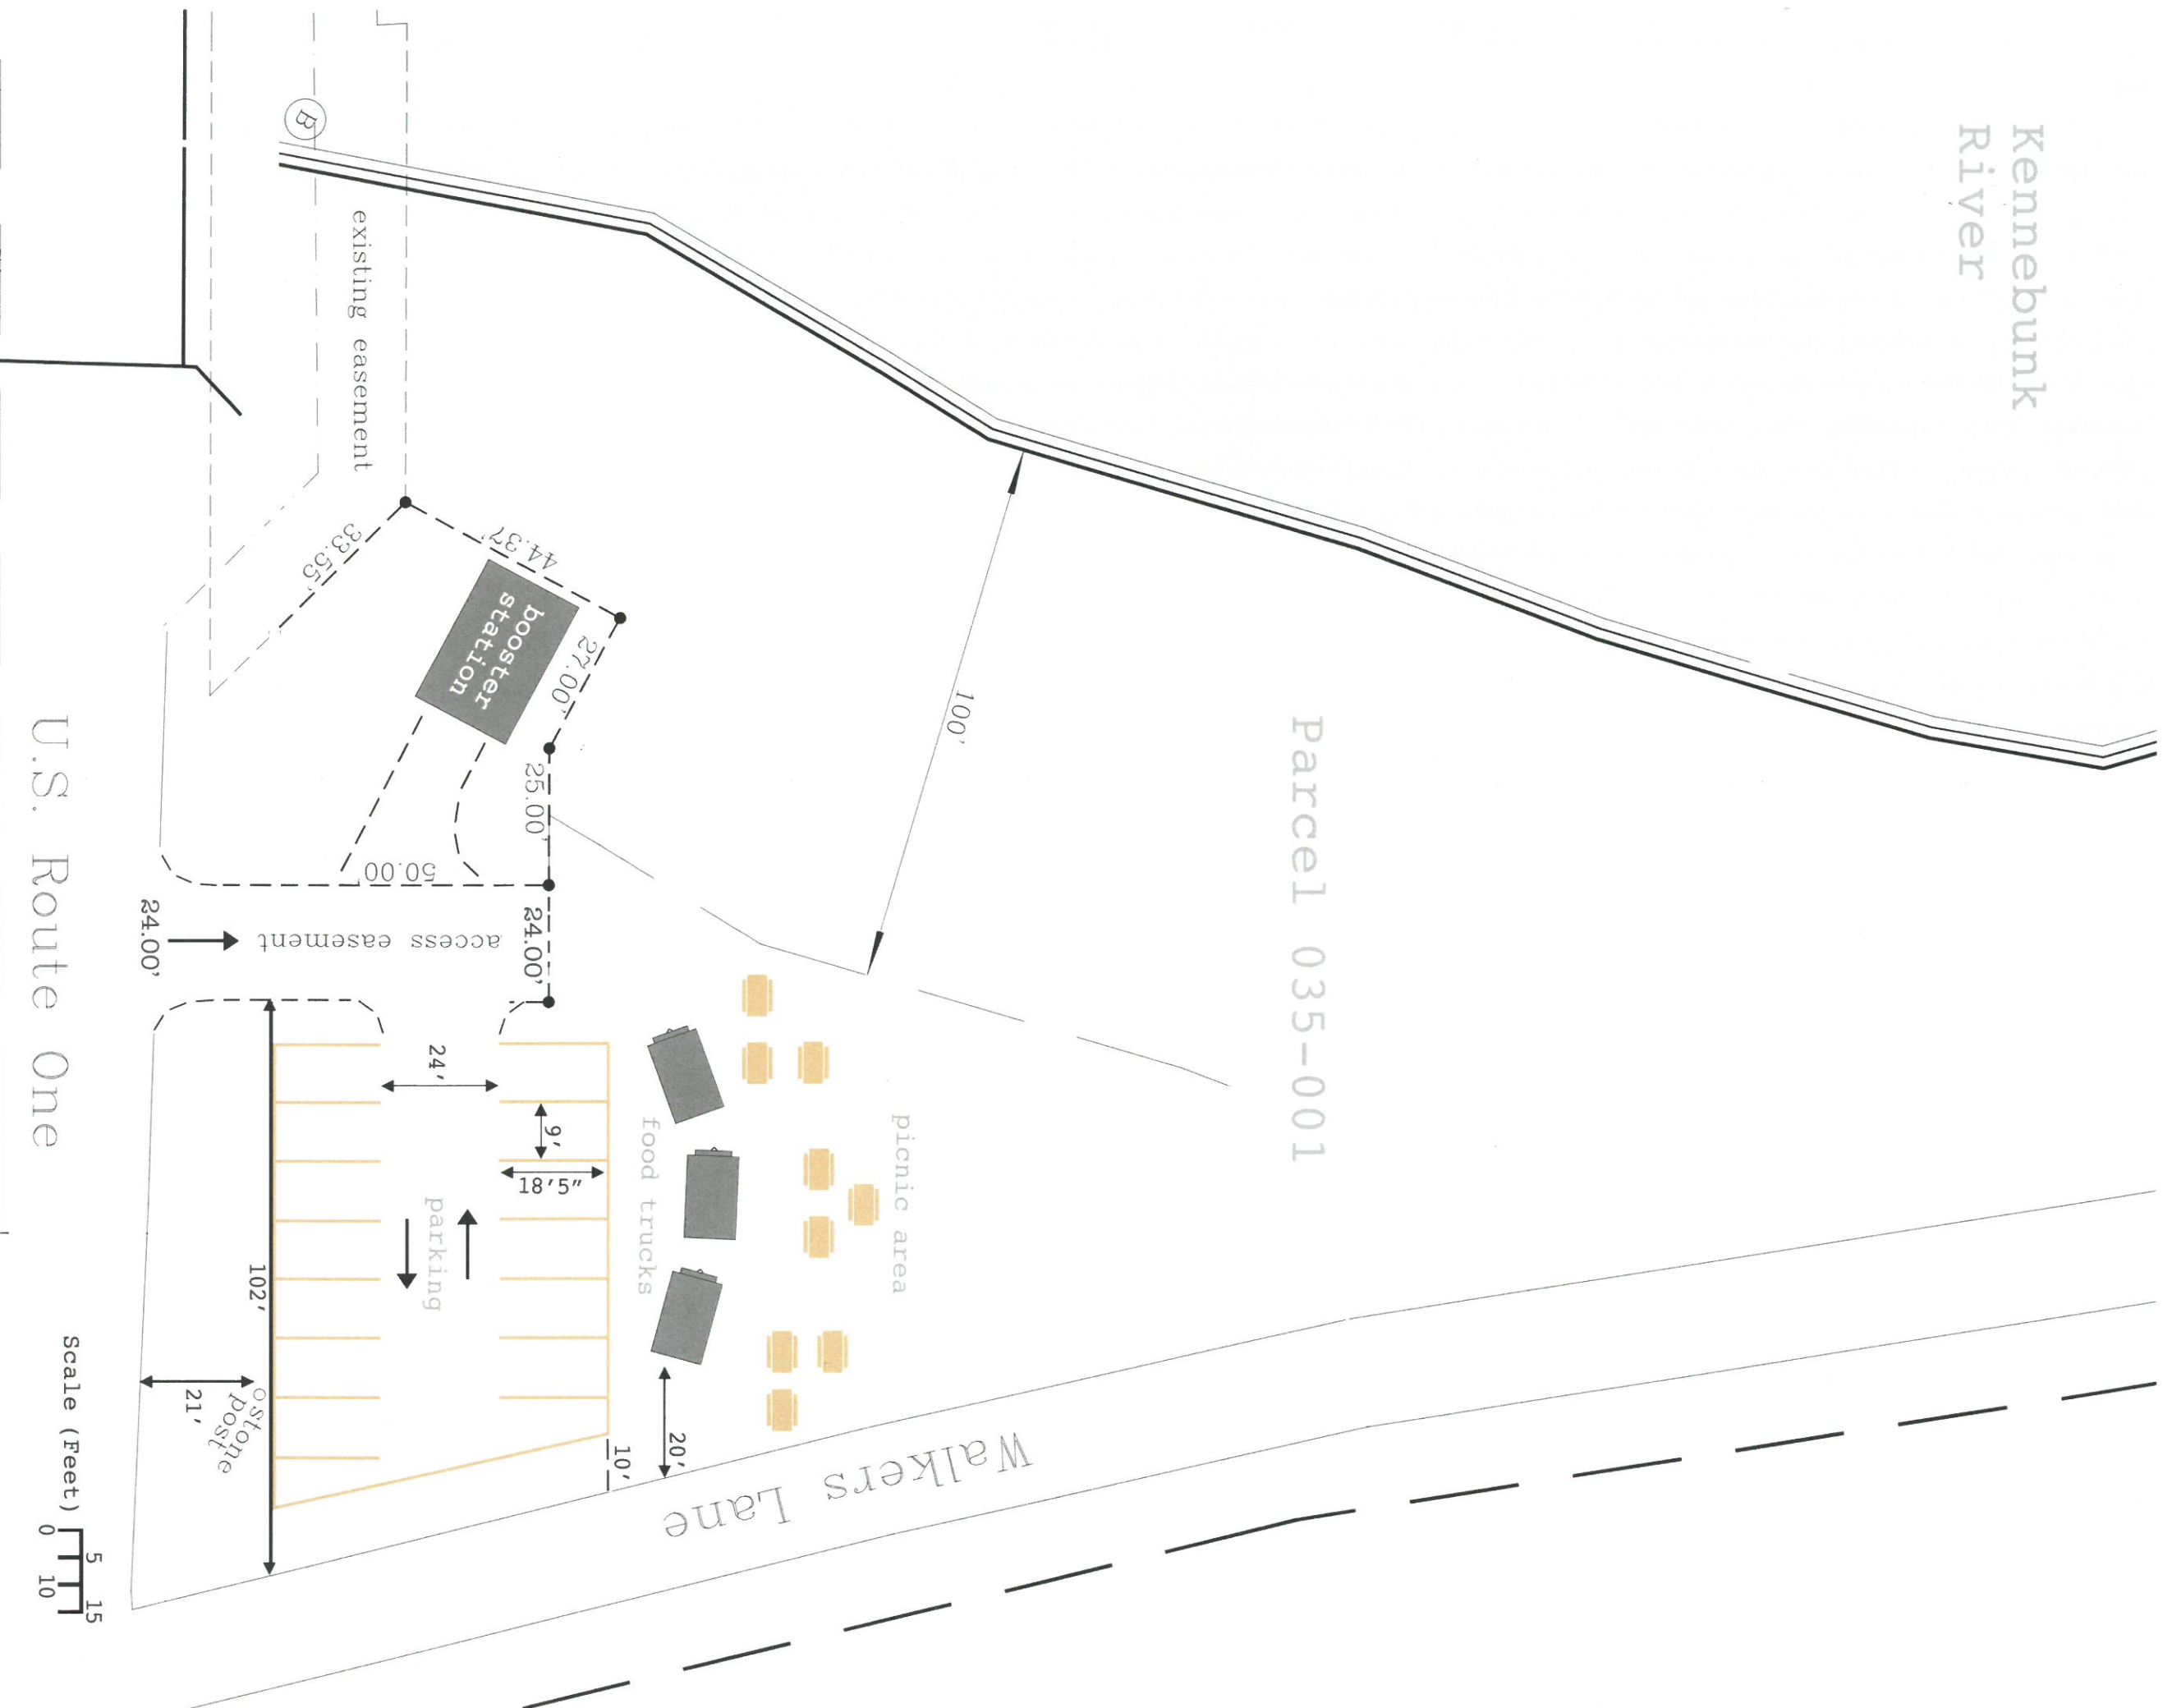 Kennebunk
River
Parcel 035-001
B
existing easement
33.55'
44.37'
booster
station
27.00'
25.00'
50.00'
100'
24.00'
access easement
24.00'
24'
9'
18'5"
food trucks
picnic area
parking
102'
21'
stone
post
10'
20'
Walkers Lane
U.S. Route One
Scale (Feet)
0
5
10
15